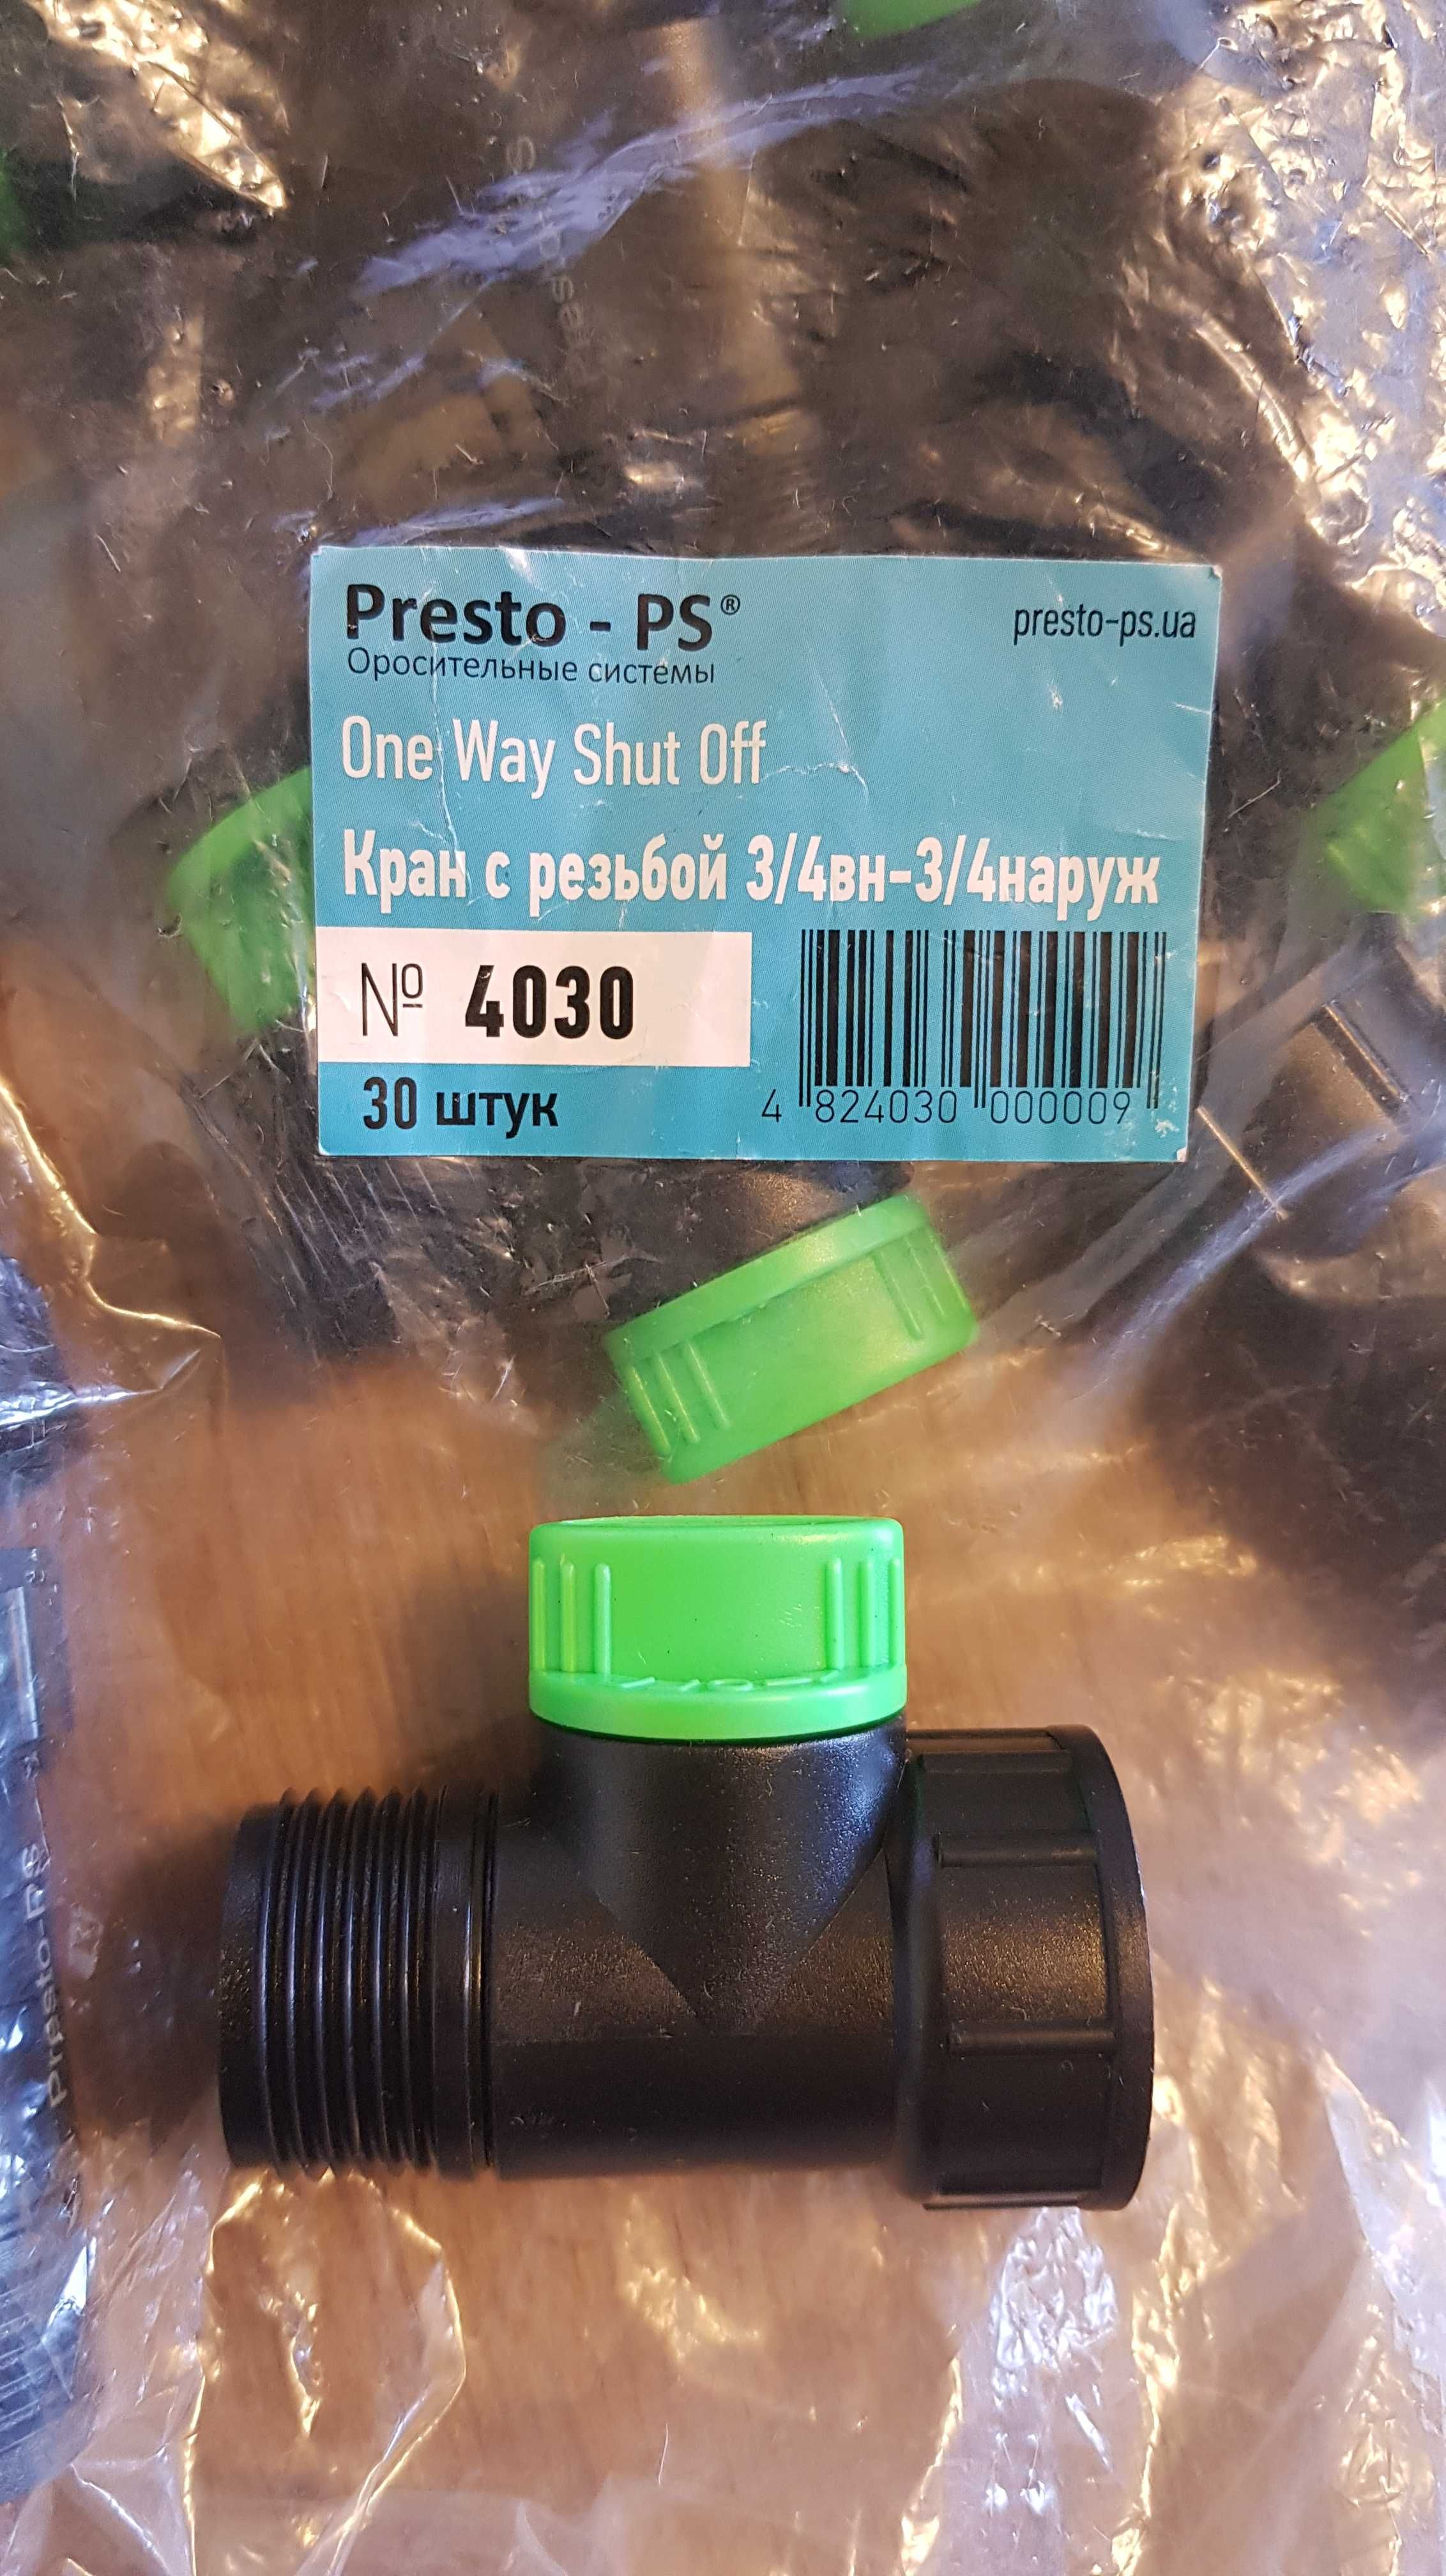 Presto - PS®
presto-ps.ua
Оросительные системы
One Way Shut Off
Кран с резьбой 3/4вн-3/4наруж
№ 4030
30 штук
4 824030 000009
Presto-PS